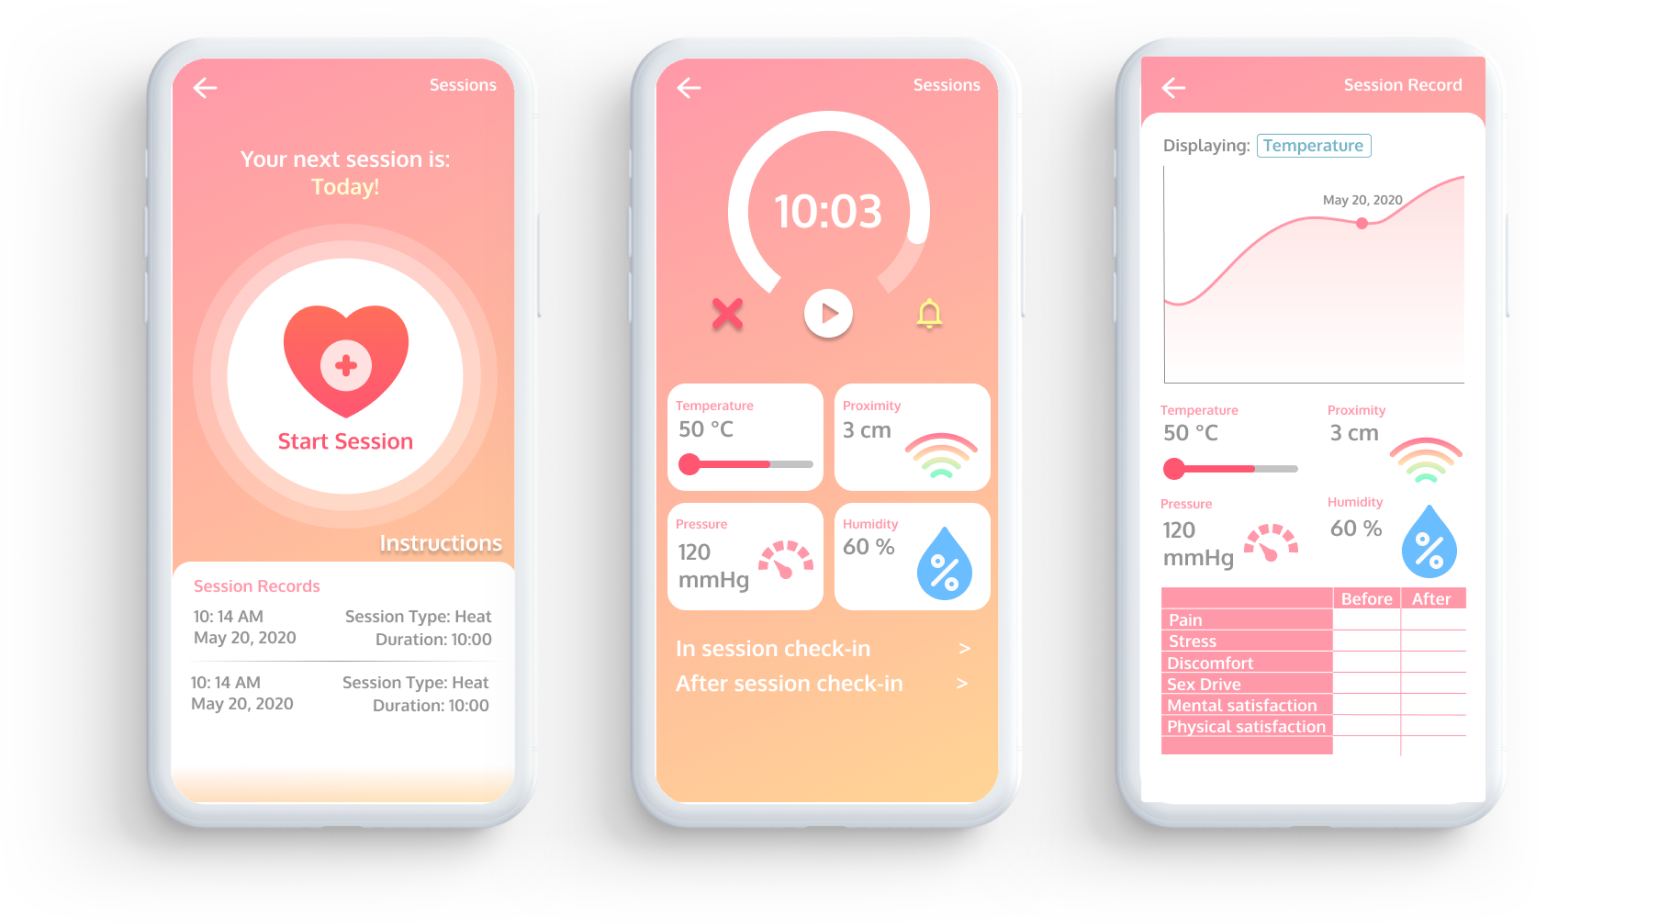 Sessions
Your next session is:
Today!
Start Session
Instructions
Session Records
10: 14 AM
Session Type: Heat
May 20, 2020
Duration: 10:00
10: 14 AM
Session Type: Heat
May 20, 2020
Duration: 10:00
Sessions
10:03
Temperature
50 °C
Proximity
3 cm
Pressure
120
mmHg
Humidity
60 %
%
In session check-in >
After session check-in >
Session Record
Displaying: Temperature
May 20, 2020
Temperature
50 °C
Proximity
3 cm
Pressure
120
mmHg
Humidity
60 %
%
Before After
Pain
Stress
Discomfort
Sex Drive
Mental satisfaction
Physical satisfaction